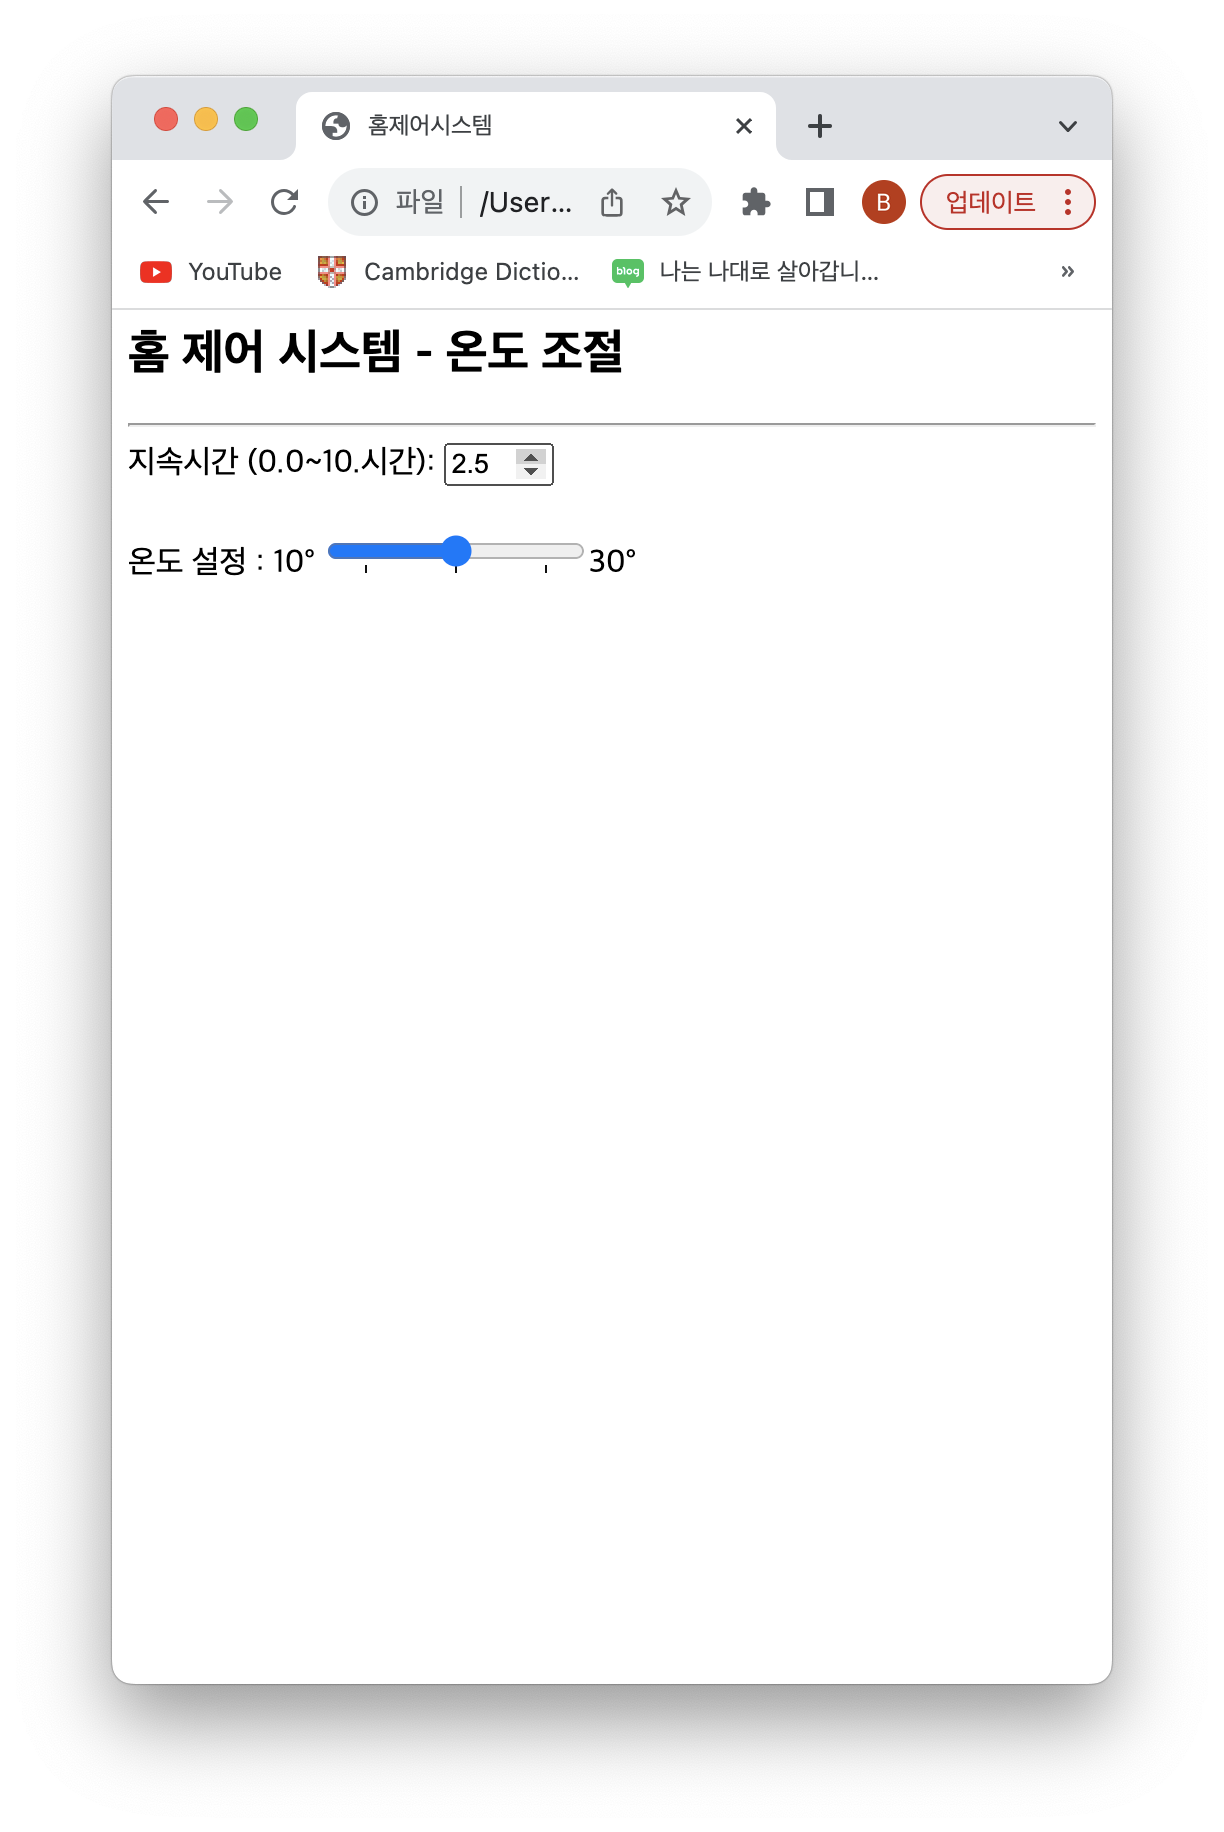 홈제어시스템
파일 /User...
B 업데이트
YouTube Cambridge Dictio... blog 나는 나대로 살아갑니... »
홈 제어 시스템 - 온도 조절
지속시간 (0.0~10.시간): 2.5
온도 설정 : 10° 30°